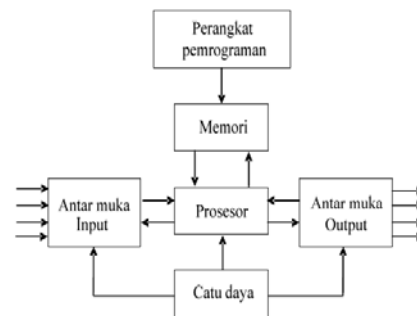 Perangkat
pemrograman
Memori
Antar muka
Input
Prosesor
Antar muka
Output
Catu daya